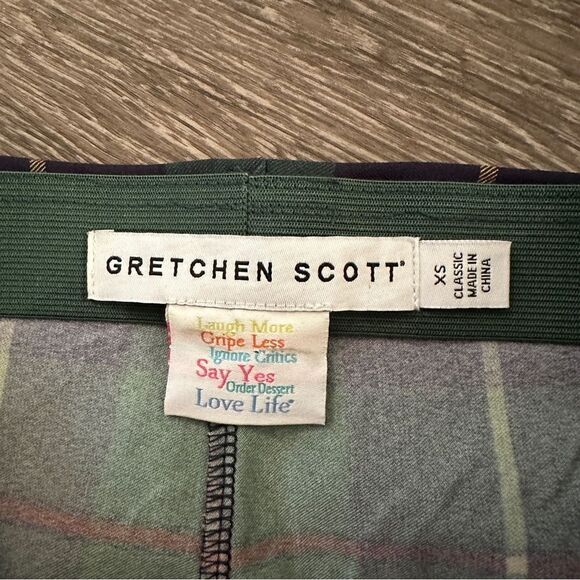 GRETCHEN SCOTT®
XS
CLASSIC
MADE IN
CHINA
Laugh More
Gripe Less
Ignore Critics
Say Yes
Order Dessert
Love Life®